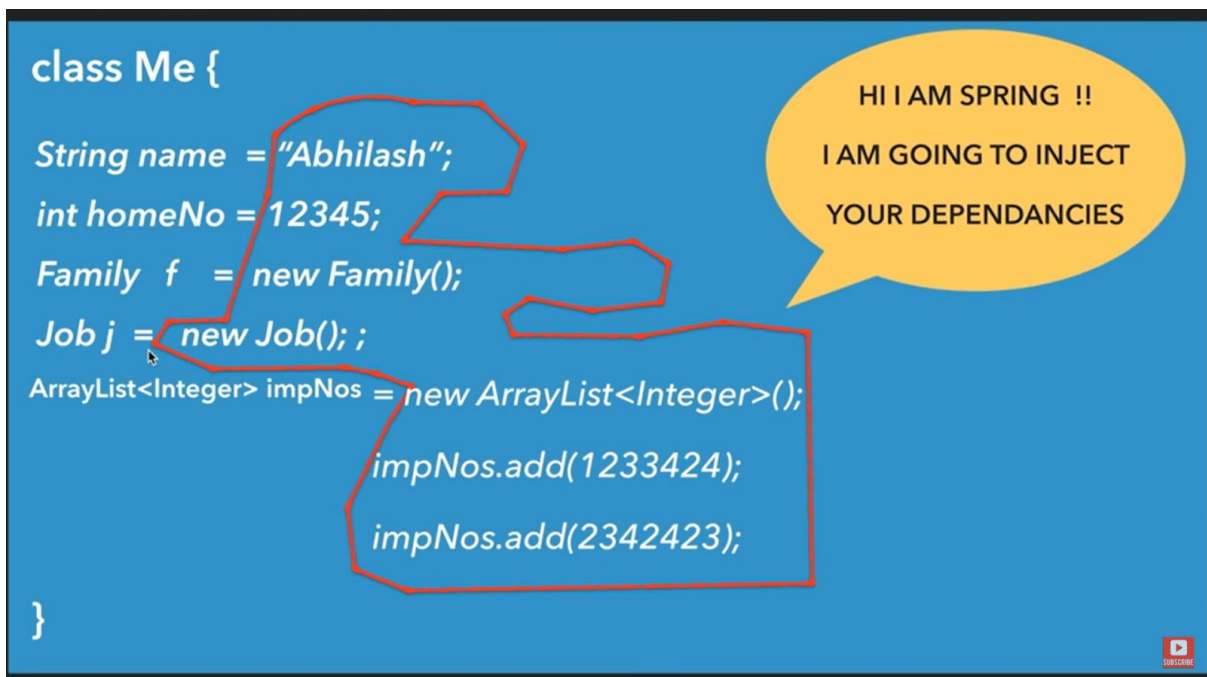 class Me {
String name = “Abhilash”;
int homeNo = 12345;
Family f = new Family();
Job j = new Job(); ;
ArrayList<Integer> impNos = new ArrayList<Integer>();
impNos.add(1233424);
impNos.add(2342423);
}
HI I AM SPRING !!
I AM GOING TO INJECT
YOUR DEPENDANCIES
SUBSCRIBE